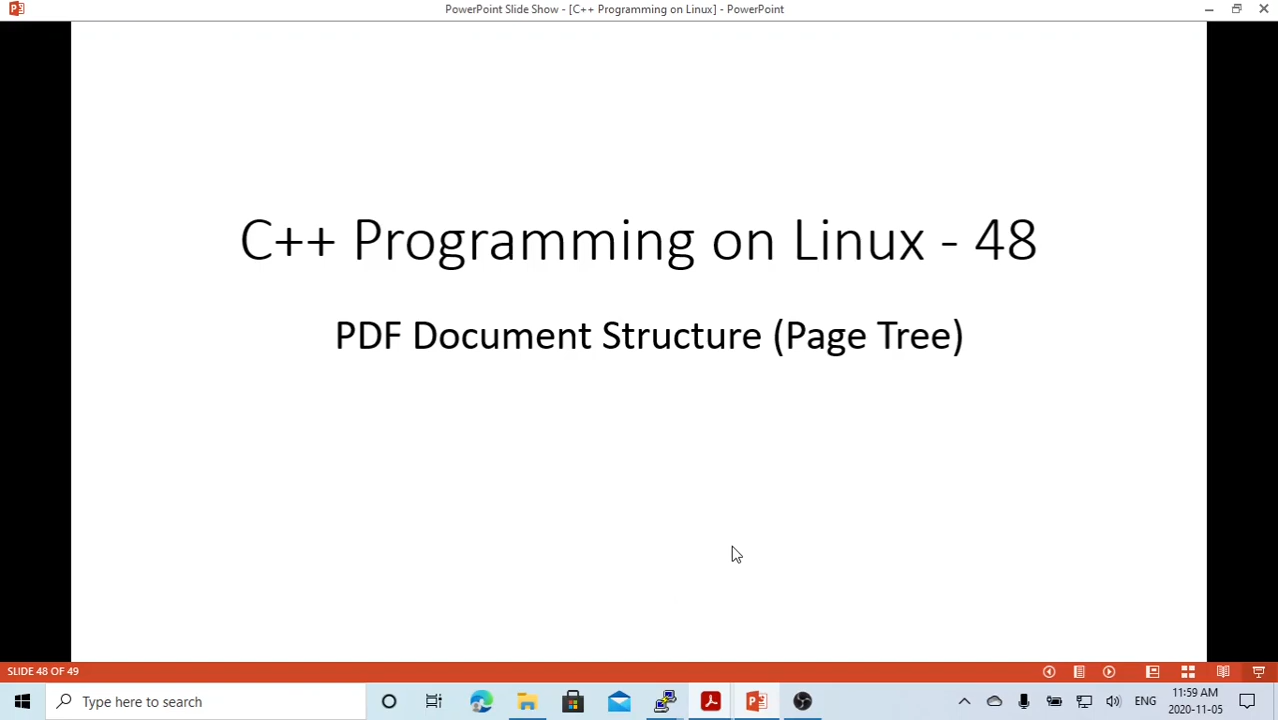 PowerPoint Slide Show - [C++ Programming on Linux] - PowerPoint
C++ Programming on Linux - 48
PDF Document Structure (Page Tree)
SLIDE 48 OF 49
Type here to search
ENG
11:59 AM
2020-11-05